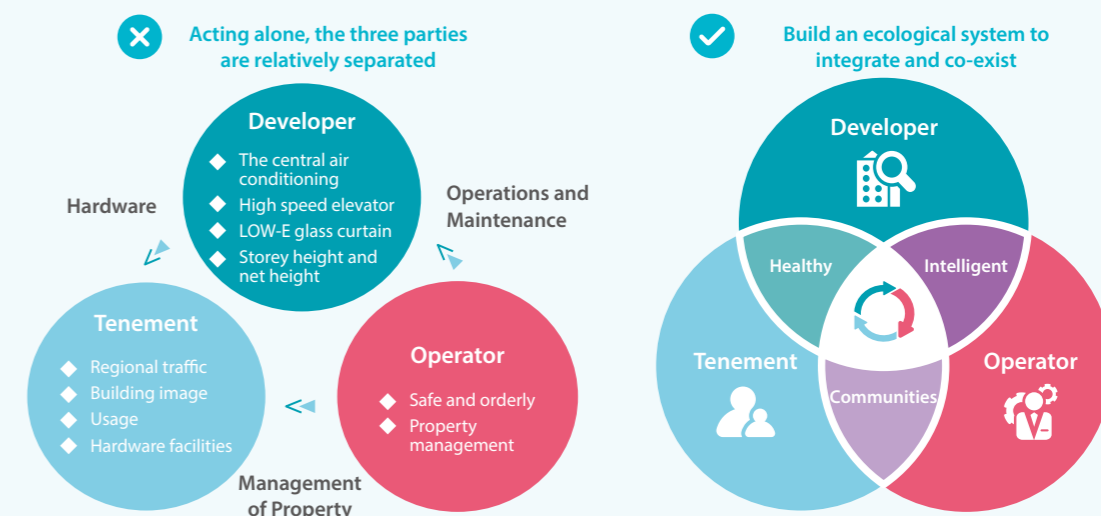 Acting alone, the three parties
are relatively separated
Developer
The central air
conditioning
High speed elevator
LOW-E glass curtain
Storey height and
net height
Hardware
Operations and
Maintenance
Tenement
Regional traffic
Building image
Usage
Hardware facilities
Operator
Safe and orderly
Property
management
Management
of Property
Build an ecological system to
integrate and co-exist
Developer
Healthy
Intelligent
Tenement
Operator
Communities